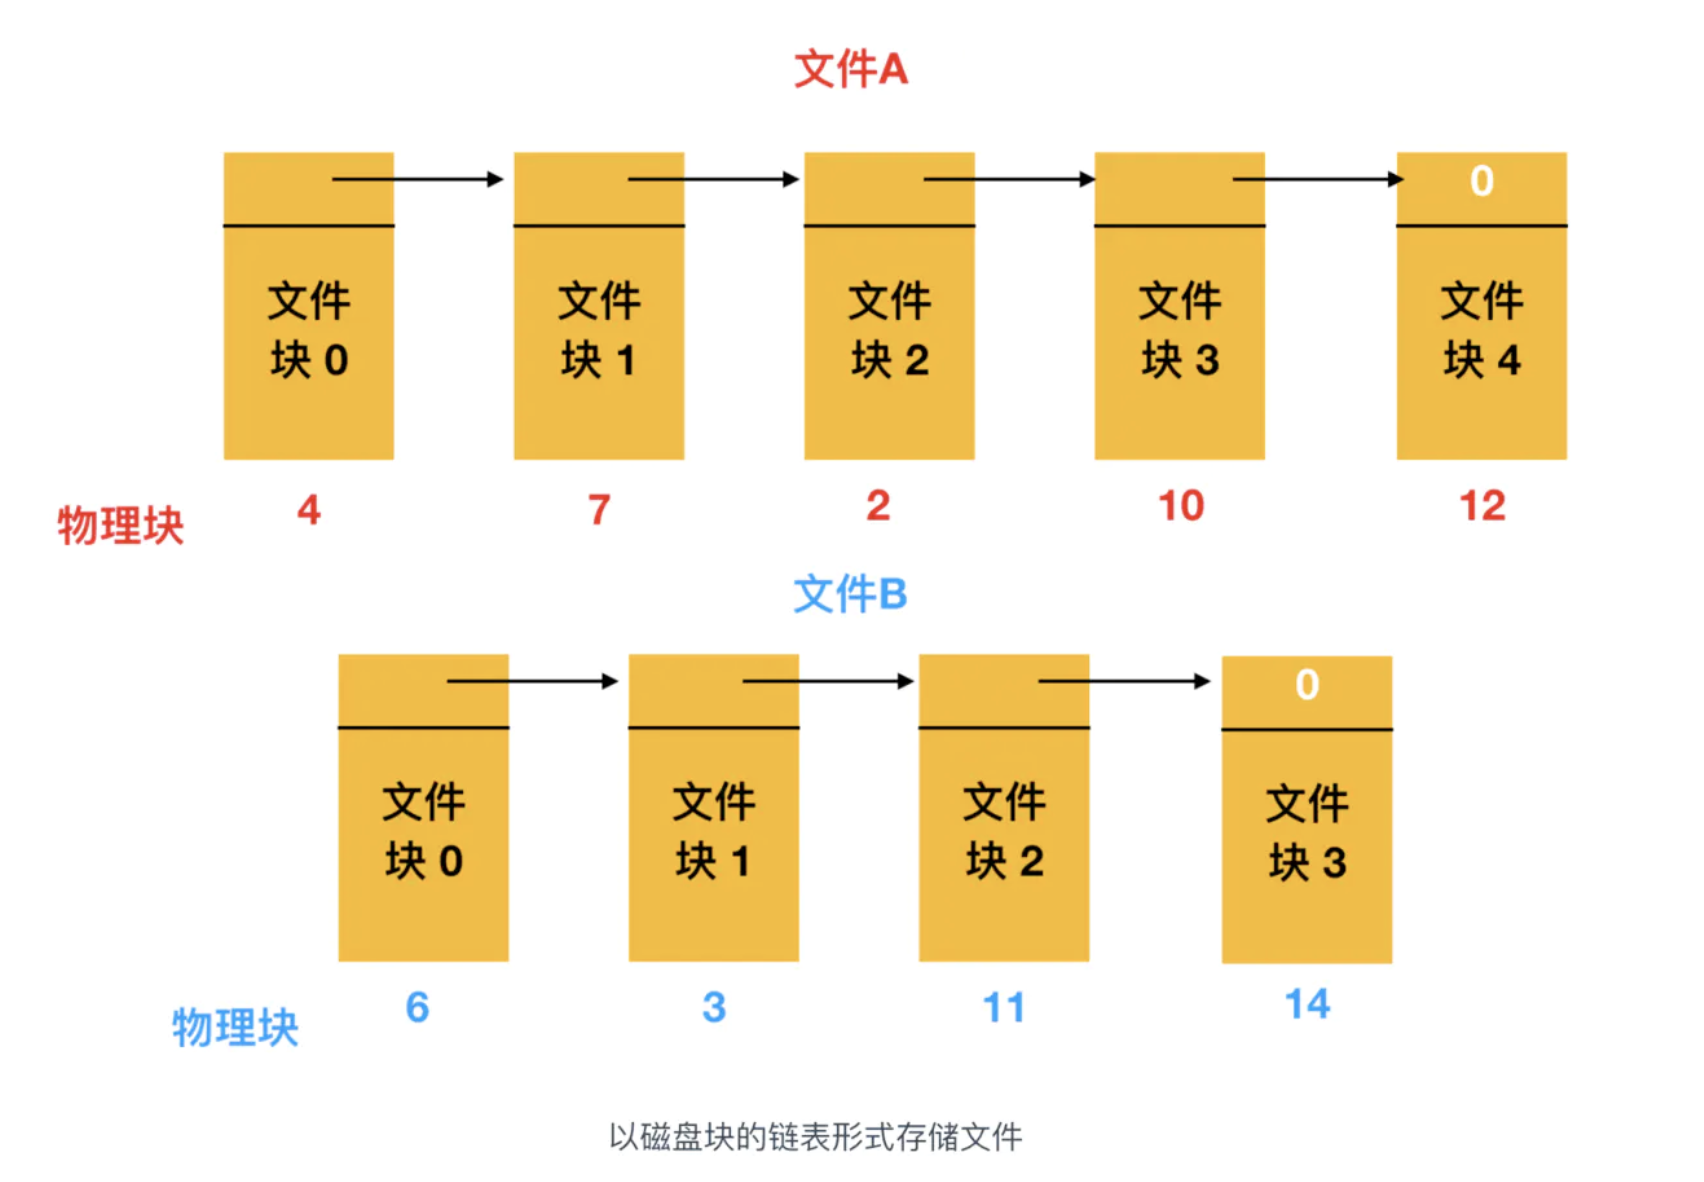 文件A
0
文件 文件 文件 文件 文件
块 0 块 1 块 2 块 3 块 4
物理块 4 7 2 10 12
文件B
0
文件 文件 文件 文件
块 0 块 1 块 2 块 3
物理块 6 3 11 14
以磁盘块的链表形式存储文件